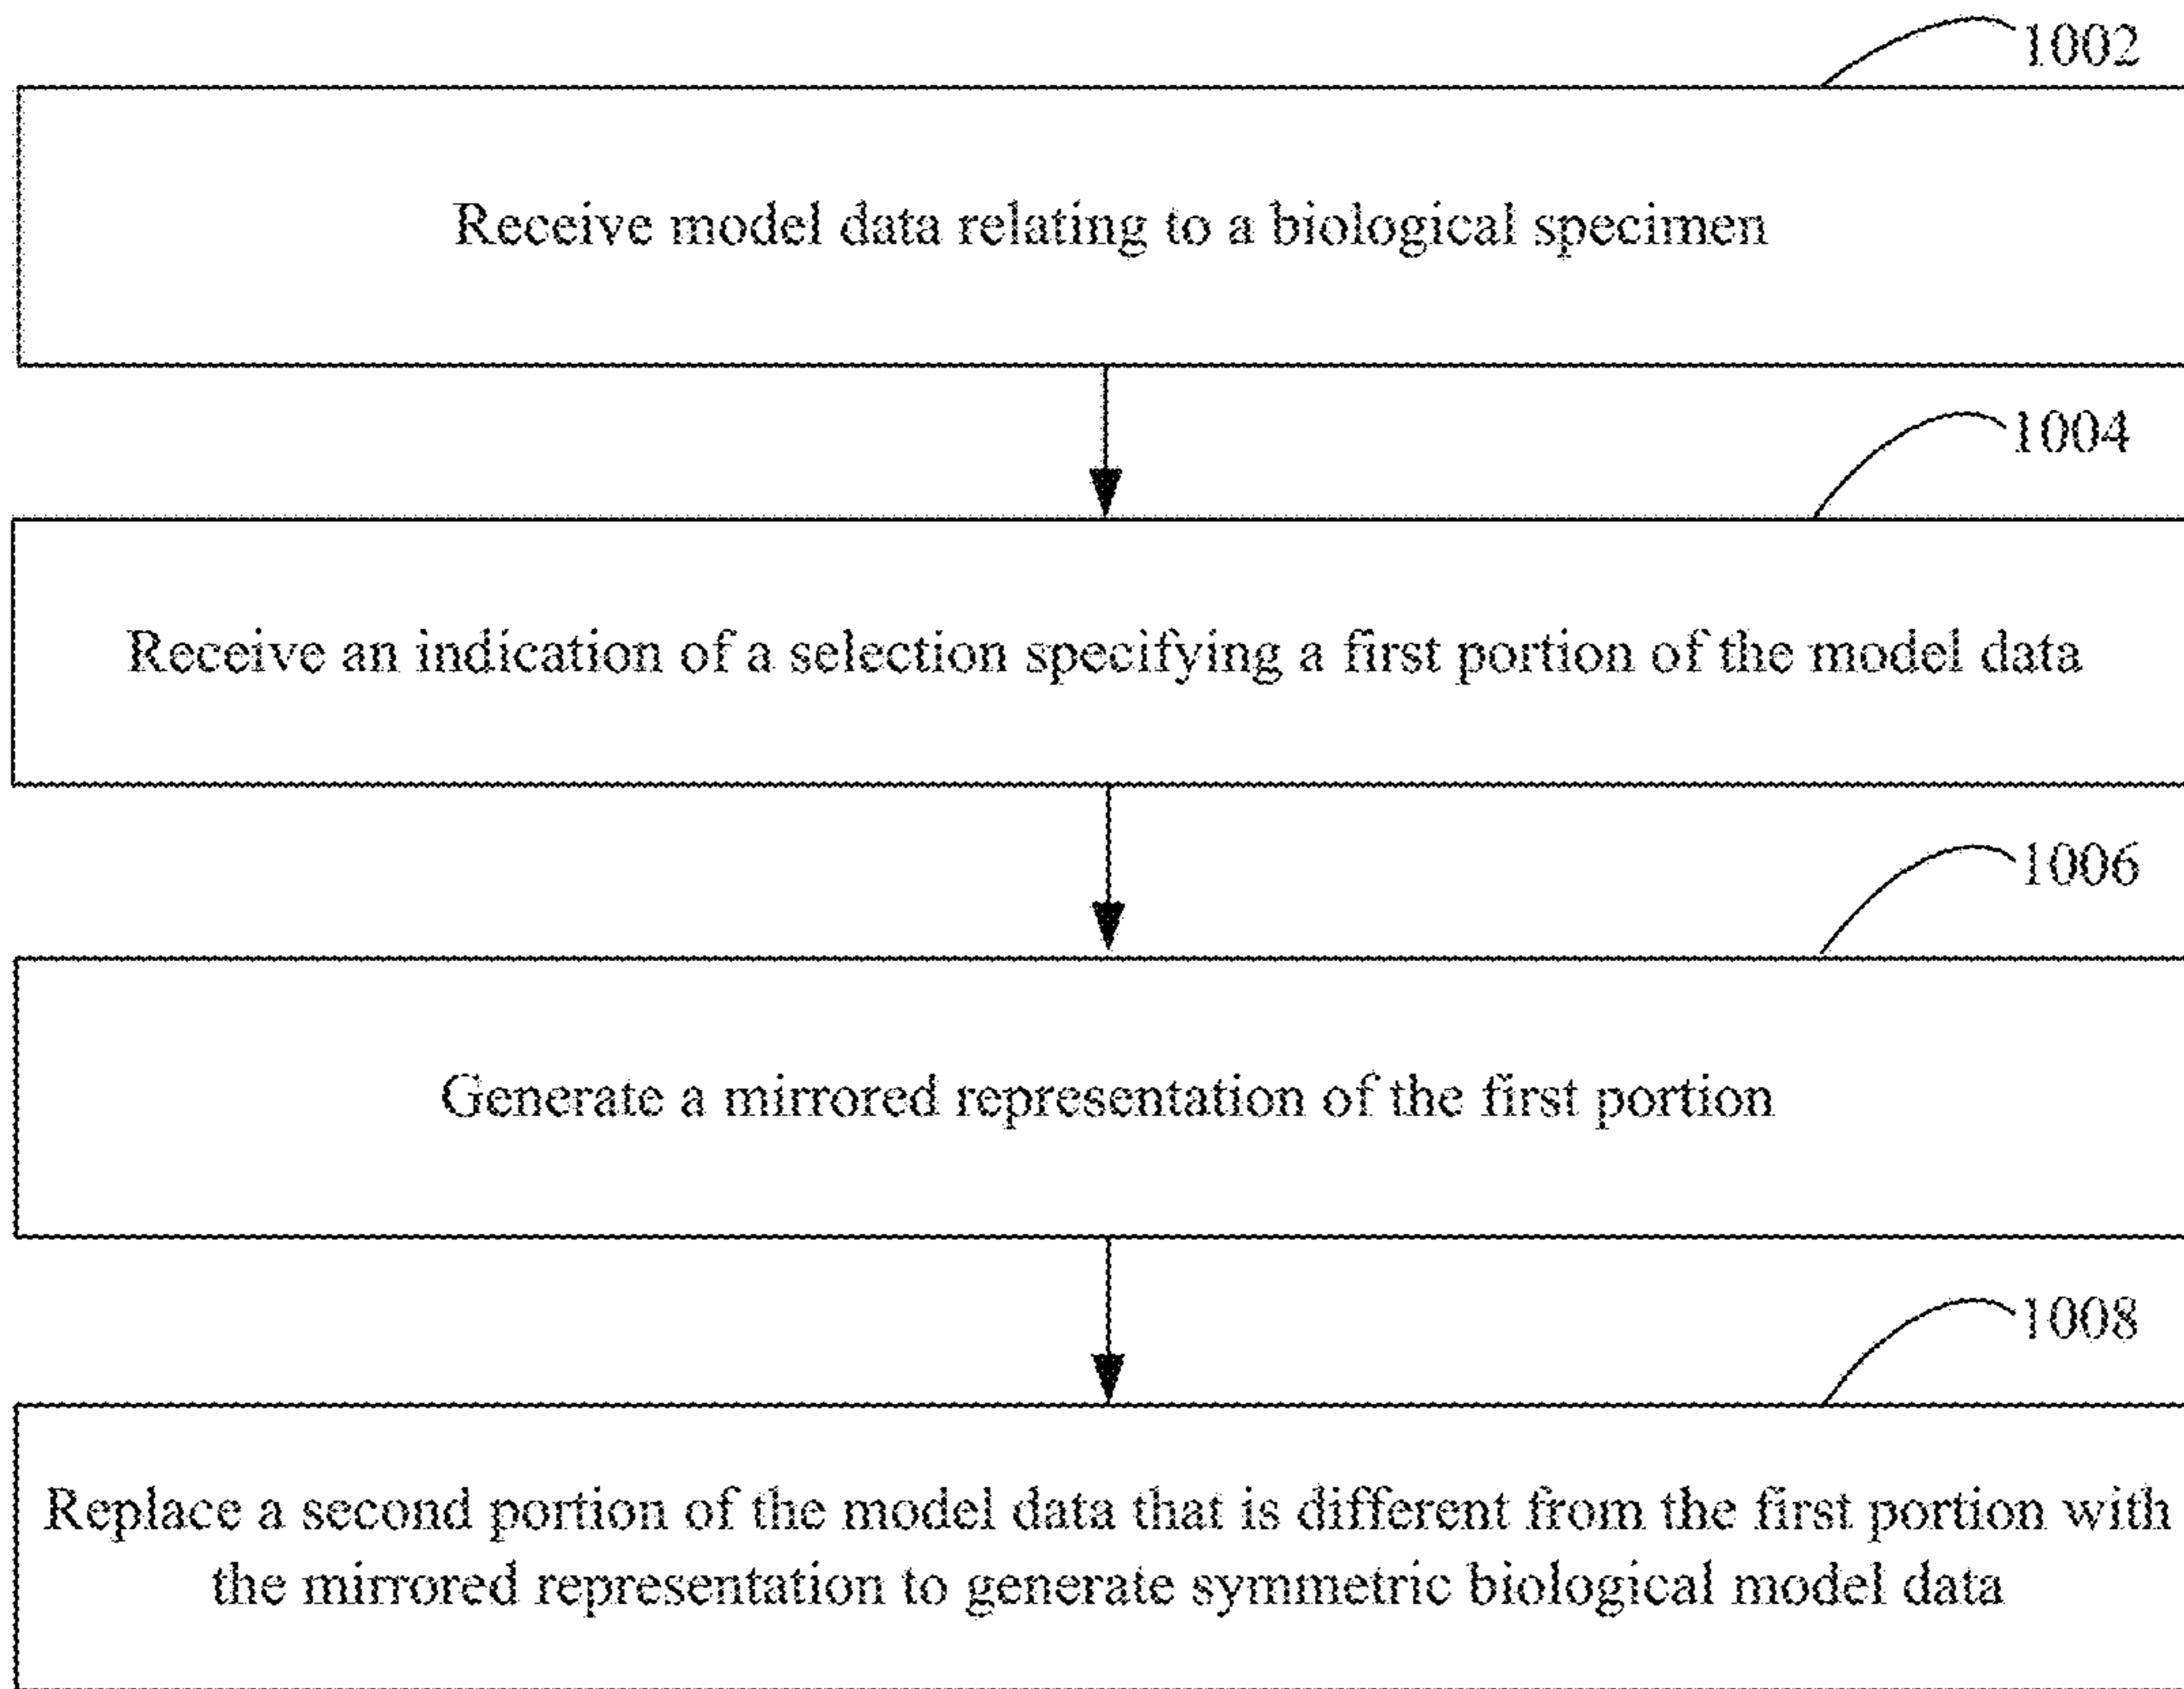 1002
Receive model data relating to a biological specimen
1004
Receive an indication of a selection specifying a first portion of the model data
1006
Generate a mirrored representation of the first portion
1008
Replace a second portion of the model data that is different from the first portion with
the mirrored representation to generate symmetric biological model data